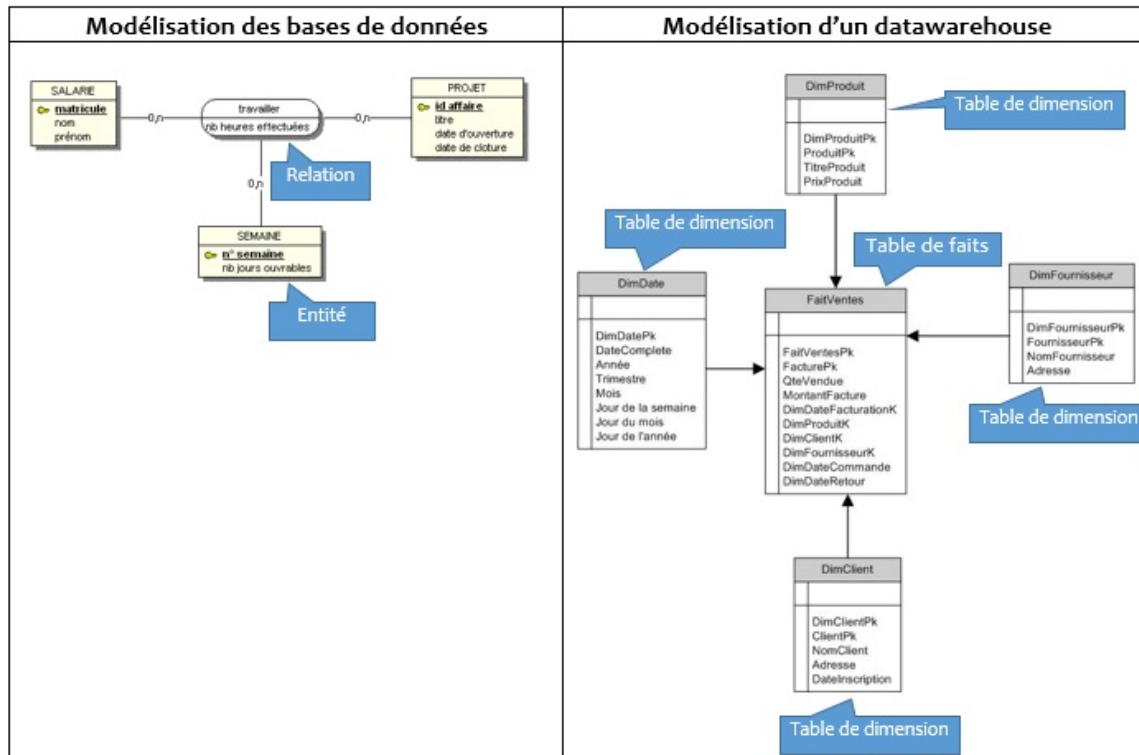 Modélisation des bases de données
Modélisation d'un datawarehouse
SALARIE
matricule
nom
prénom
0,n
travailler
nb heures effectuées
0,n
PROJET
id affaire
titre
date d'ouverture
date de cloture
Relation
0,n
SEMAINE
n° semaine
nb jours ouvrables
Entité
DimProduit
DimProduitPk
ProduitPk
TitreProduit
PrixProduit
Table de dimension
Table de dimension
DimDate
DimDatePk
DateComplete
Année
Trimestre
Mois
Jour de la semaine
Jour du mois
Jour de l'année
Table de faits
FaitVentes
FaitVentesPk
FacturePk
QteVendue
MontantFacture
DimDateFacturationK
DimProduitK
DimClientK
DimFournisseurK
DimDateCommande
DimDateRetour
DimFournisseur
DimFournisseurPk
FournisseurPk
NomFournisseur
Adresse
Table de dimension
DimClient
DimClientPk
ClientPk
NomClient
Adresse
DateInscription
Table de dimension